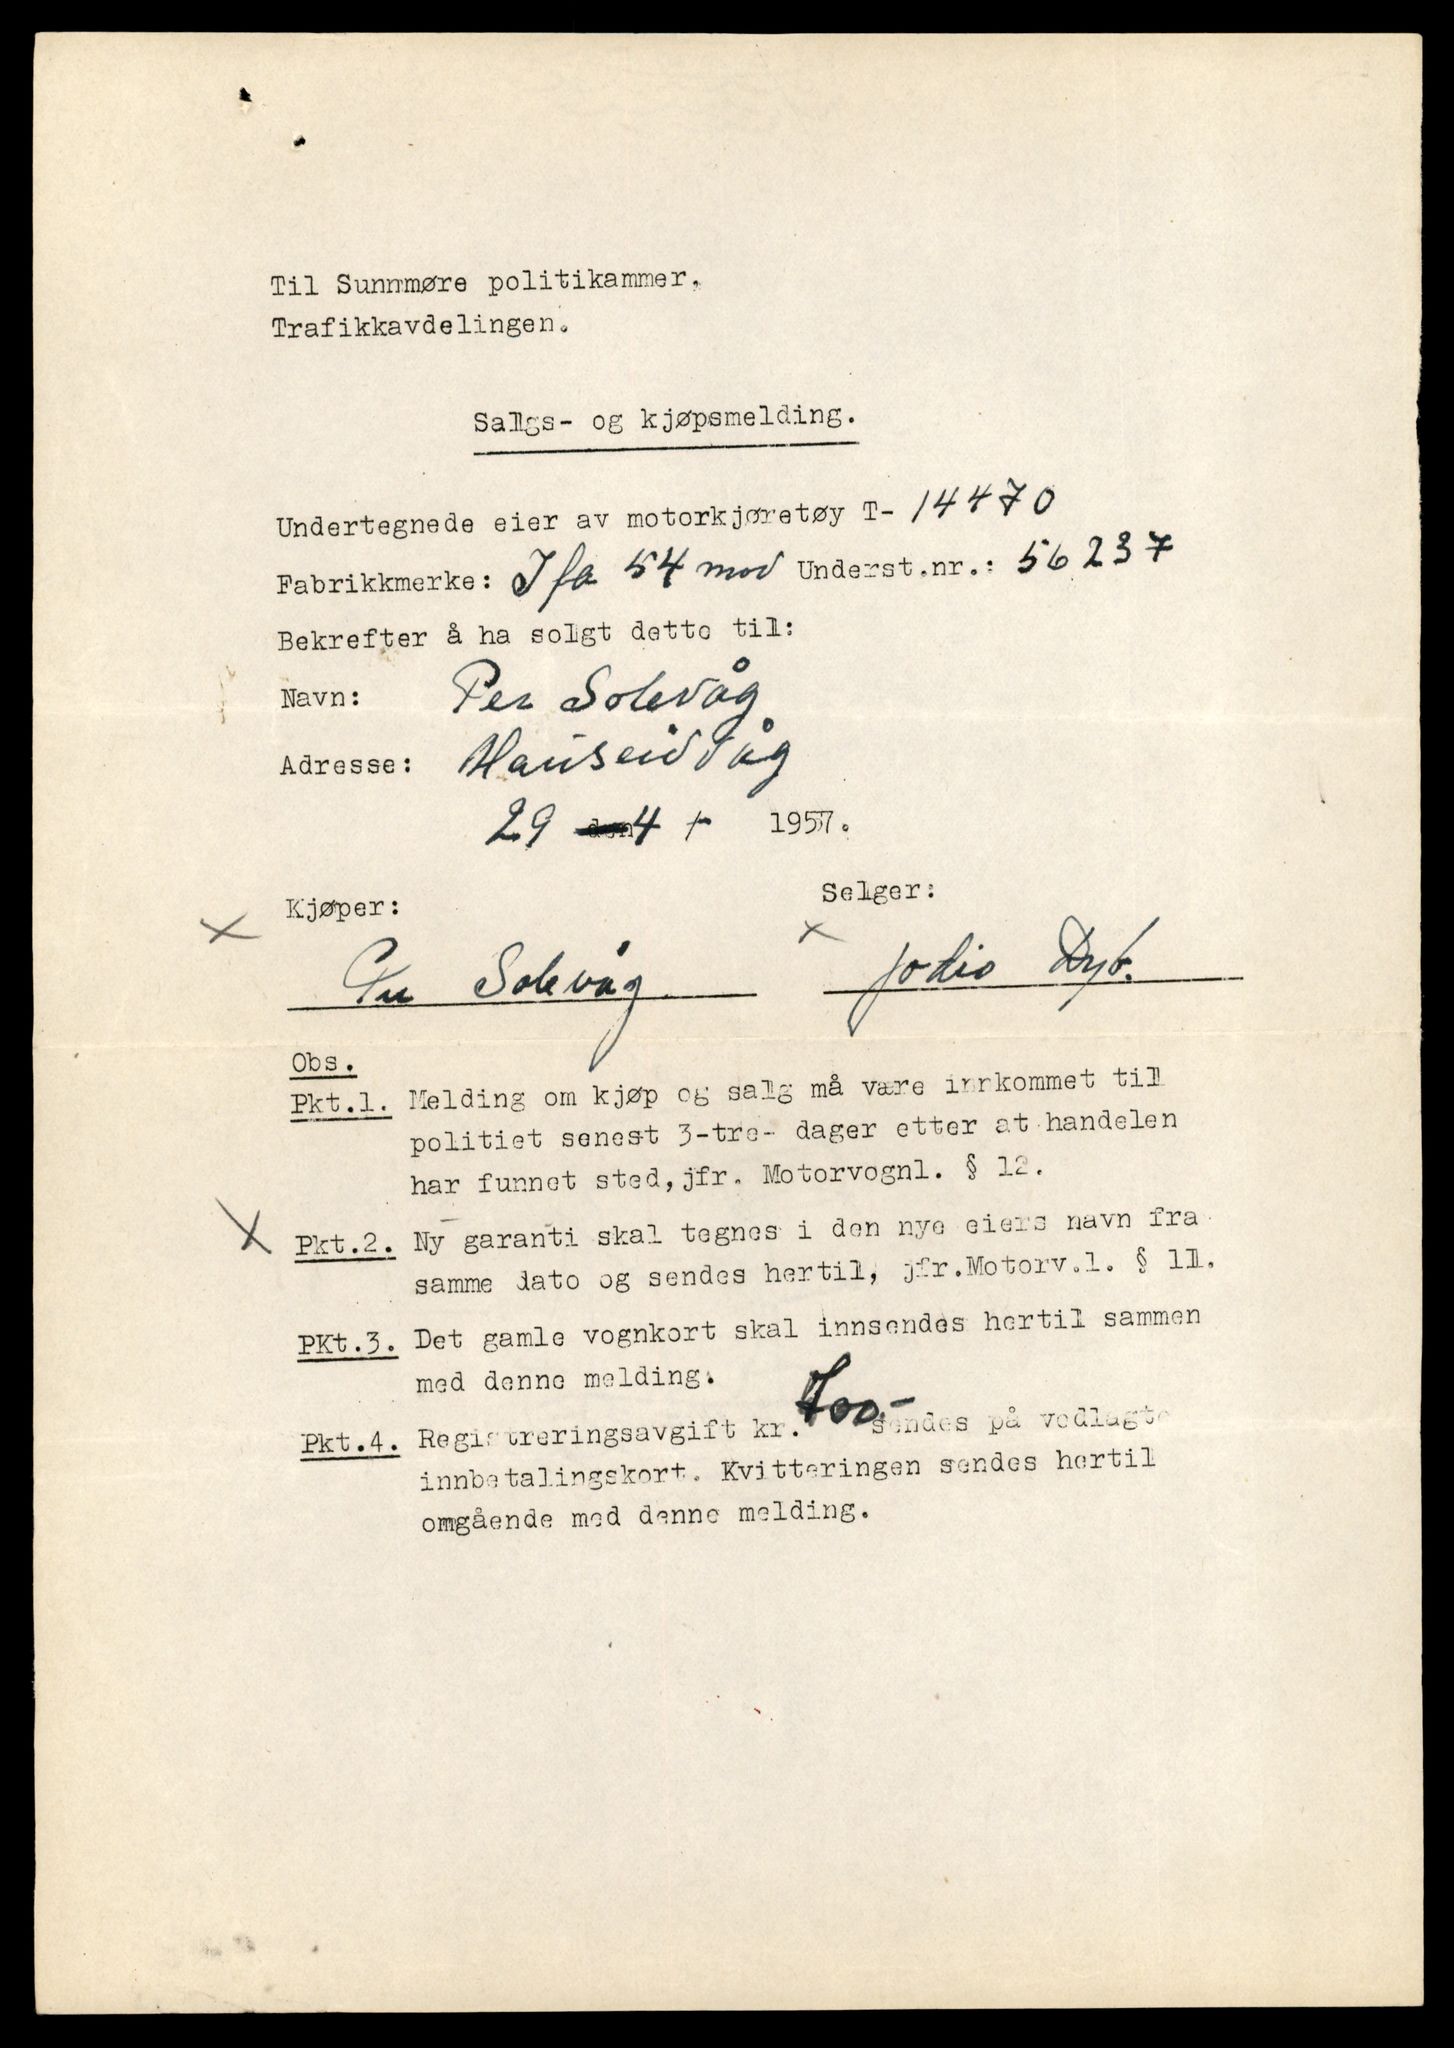 Til Sunnmøre politikammer,
Trafikkavdelingen.
Salgs- og kjøpsmelding.
Undertegnede eier av motorkjøretøy T- 14470
Fabrikkmerke: Ifa 54 mod Underst.nr.: 56237
Bekrefter å ha solgt dette til:
Navn: Per Solevåg
Adresse: Hauseidvåg
29 4 - 1957.
Kjøper: Selger:
Per Solevåg Dyb.
Obs.
Pkt.1. Melding om kjøp og salg må være innkommet til
politiet senest 3-tre- dager etter at handelen
har funnet sted, jfr. Motorvognl. § 12.
Pkt.2. Ny garanti skal tegnes i den nye eiers navn fra
samme dato og sendes hertil, jfr.Motorv.l. § 11.
PKt.3. Det gamle vognkort skal innsendes hertil sammen
med denne melding.
Pkt.4. Registreringsavgift kr. 700.- sendes på vedlagte
innbetalingskort. Kvitteringen sendes hertil
omgående med denne melding.